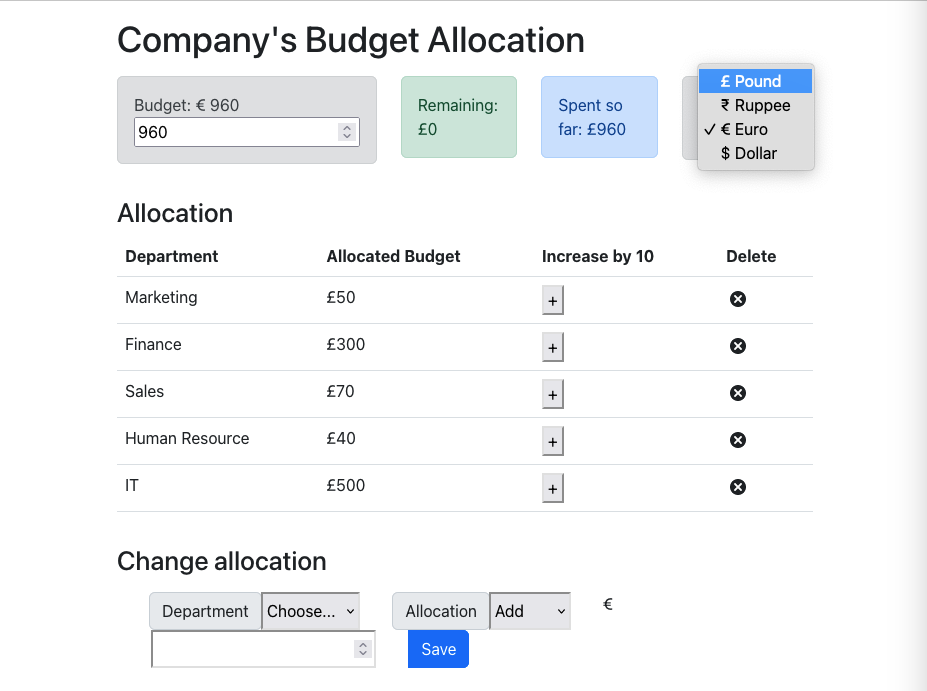 Company's Budget Allocation
Budget: € 960
960
Remaining:
£0
Spent so
far: £960
£ Pound
₹ Ruppee
✓ € Euro
$ Dollar
Allocation
Department Allocated Budget Increase by 10 Delete
Marketing £50 +
Finance £300 +
Sales £70 +
Human Resource £40 +
IT £500 +
Change allocation
Department Choose... Allocation Add €
Save